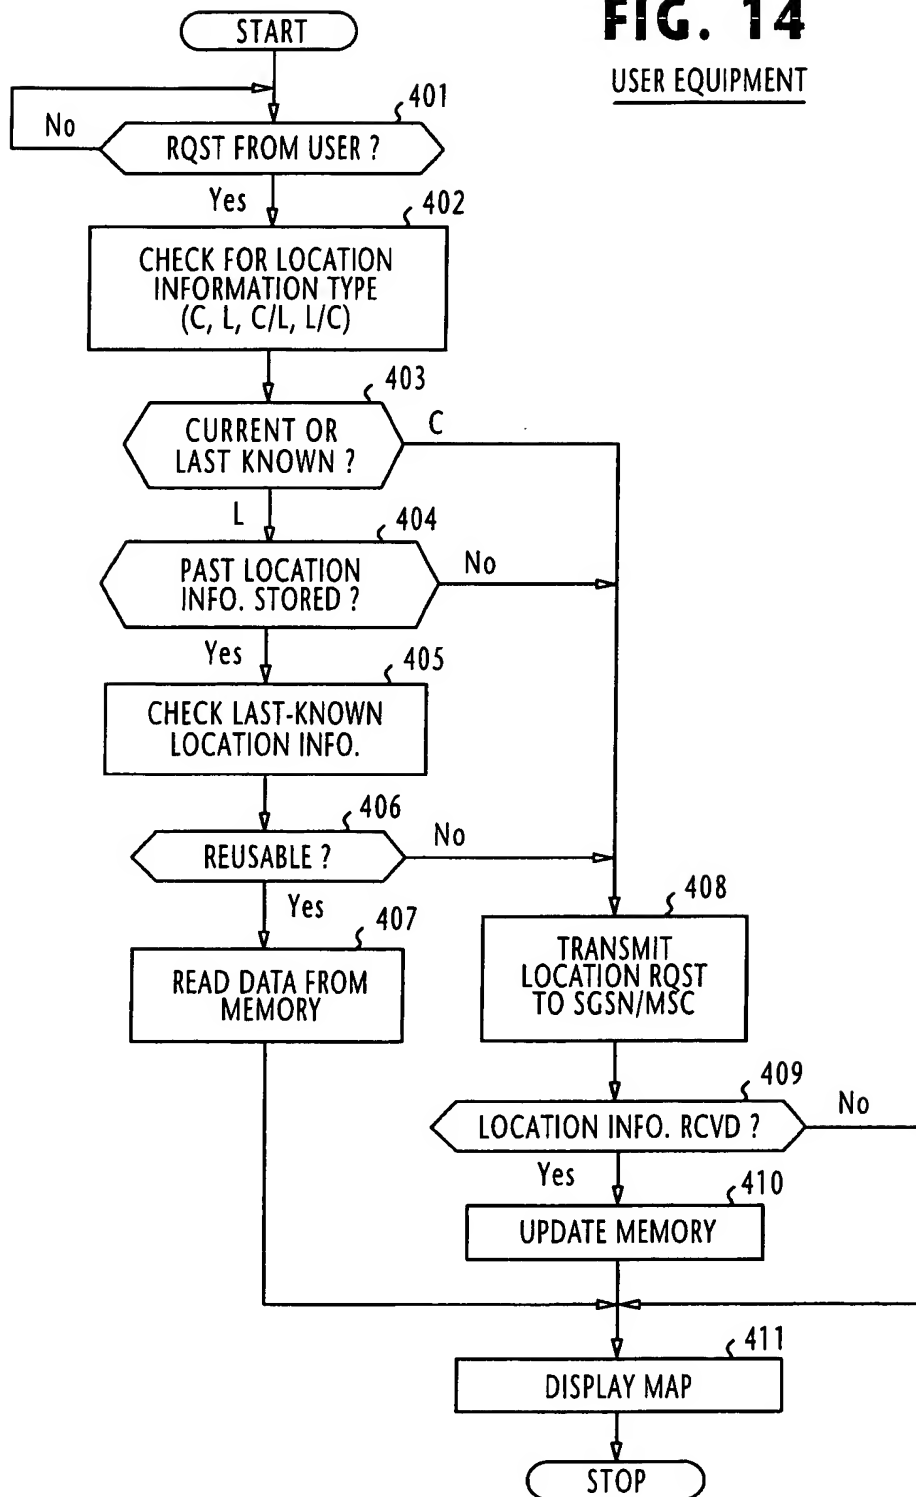 FIG. 14
USER EQUIPMENT
START
401
No
RQST FROM USER ?
Yes
402
CHECK FOR LOCATION
INFORMATION TYPE
(C, L, C/L, L/C)
403
CURRENT OR
LAST KNOWN ?
C
L
404
PAST LOCATION
INFO. STORED ?
No
Yes
405
CHECK LAST-KNOWN
LOCATION INFO.
406
REUSABLE ?
No
Yes
407
READ DATA FROM
MEMORY
408
TRANSMIT
LOCATION RQST
TO SGSN/MSC
409
LOCATION INFO. RCVD ?
No
Yes
410
UPDATE MEMORY
411
DISPLAY MAP
STOP